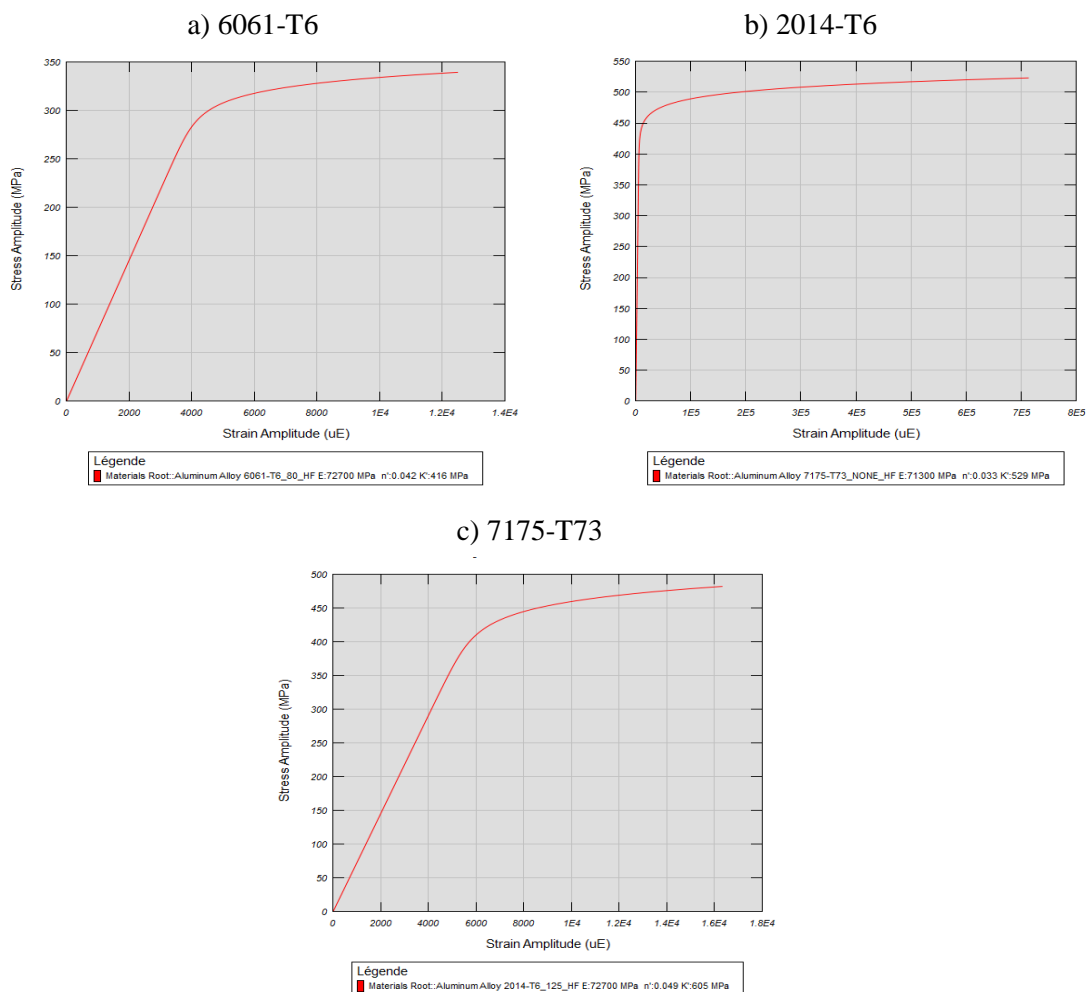 a) 6061-T6
b) 2014-T6
350
300
250
200
150
100
50
0
Stress Amplitude (MPa)
0 2000 4000 6000 8000 1E4 1.2E4 1.4E4
Strain Amplitude (uE)
Légende
Materials Root::Aluminum Alloy 6061-T6_80_HF E:72700 MPa n':0.042 K':416 MPa
550
500
450
400
350
300
250
200
150
100
50
0
Stress Amplitude (MPa)
0 1E5 2E5 3E5 4E5 5E5 6E5 7E5 8E5
Strain Amplitude (uE)
Légende
Materials Root::Aluminum Alloy 7175-T73_NONE_HF E:71300 MPa n':0.033 K':529 MPa
c) 7175-T73
500
450
400
350
300
250
200
150
100
50
0
Stress Amplitude (MPa)
0 2000 4000 6000 8000 1E4 1.2E4 1.4E4 1.6E4 1.8E4
Strain Amplitude (uE)
Légende
Materials Root::Aluminum Alloy 2014-T6_125_HF E:72700 MPa n':0.049 K':605 MPa